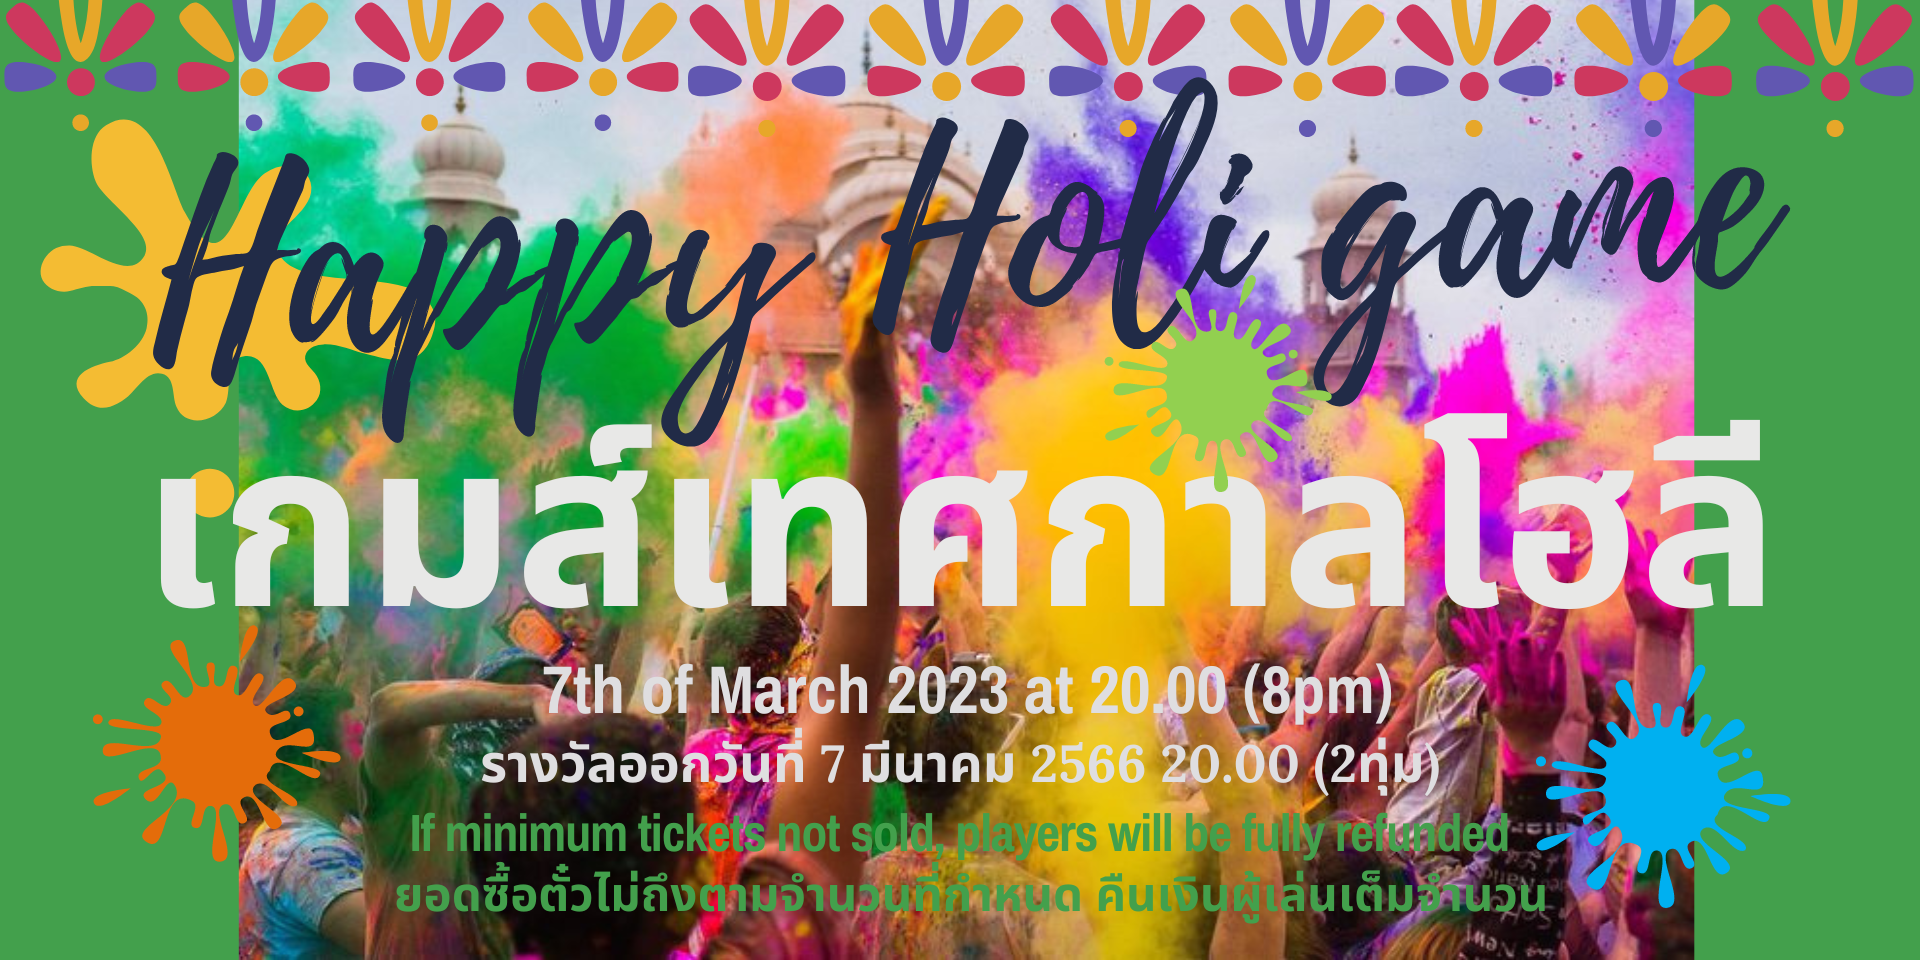 Happy Holi game
เกมส์เทศกาลโฮลี
7th of March 2023 at 20.00 (8pm)
รางวัลออกวันที่ 7 มีนาคม 2566 20.00 (2ทุ่ม)
If minimum tickets not sold, players will be fully refunded
ยอดซื้อตั๋วไม่ถึงตามจำนวนที่กำหนด คืนเงินผู้เล่นเต็มจำนวน